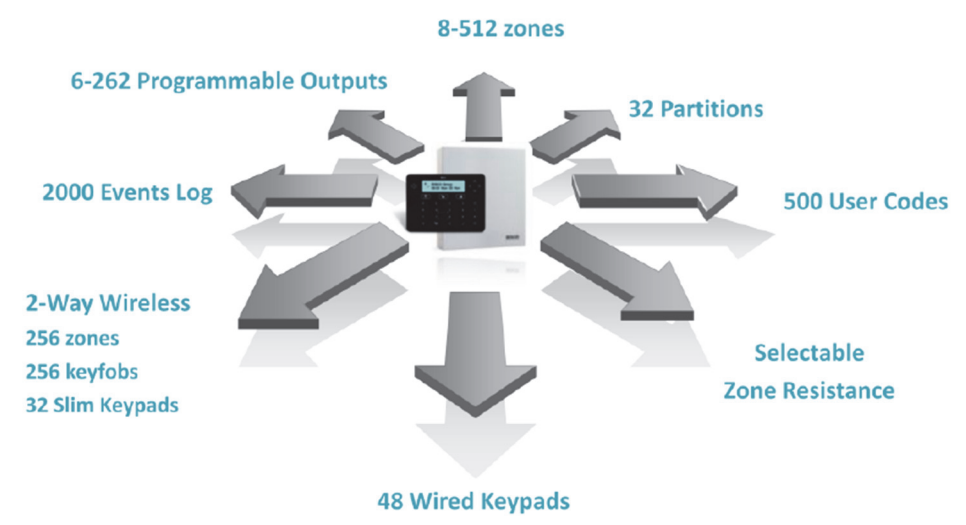 8-512 zones
6-262 Programmable Outputs
32 Partitions
2000 Events Log
500 User Codes
2-Way Wireless
256 zones
256 keyfobs
32 Slim Keypads
Selectable
Zone Resistance
48 Wired Keypads